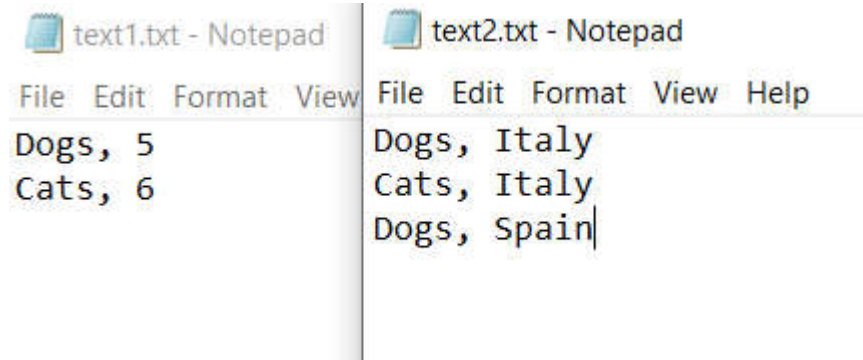 text1.txt - Notepad
File Edit Format View
Dogs, 5
Cats, 6
text2.txt - Notepad
File Edit Format View Help
Dogs, Italy
Cats, Italy
Dogs, Spain